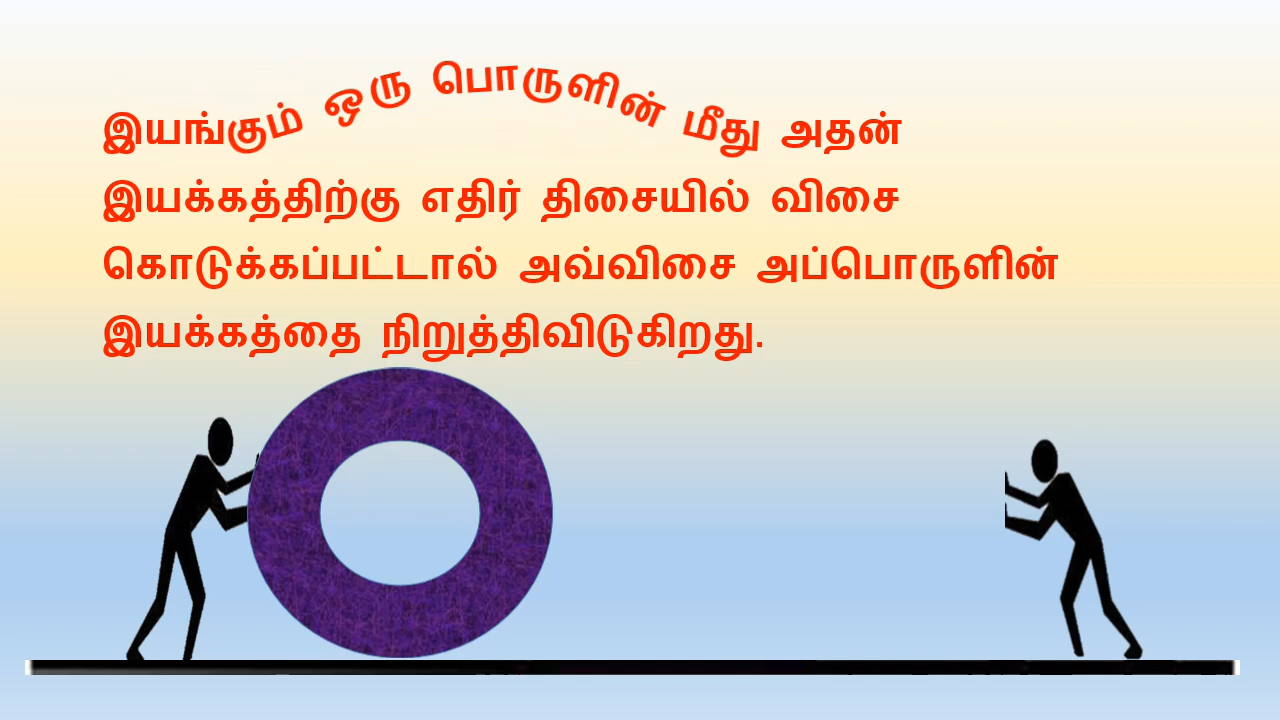 இயங்கும் ஒரு பொருளின் மீது அதன்
இயக்கத்திற்கு எதிர் திசையில் விசை
கொடுக்கப்பட்டால் அவ்விசை அப்பொருளின்
இயக்கத்தை நிறுத்திவிடுகிறது.